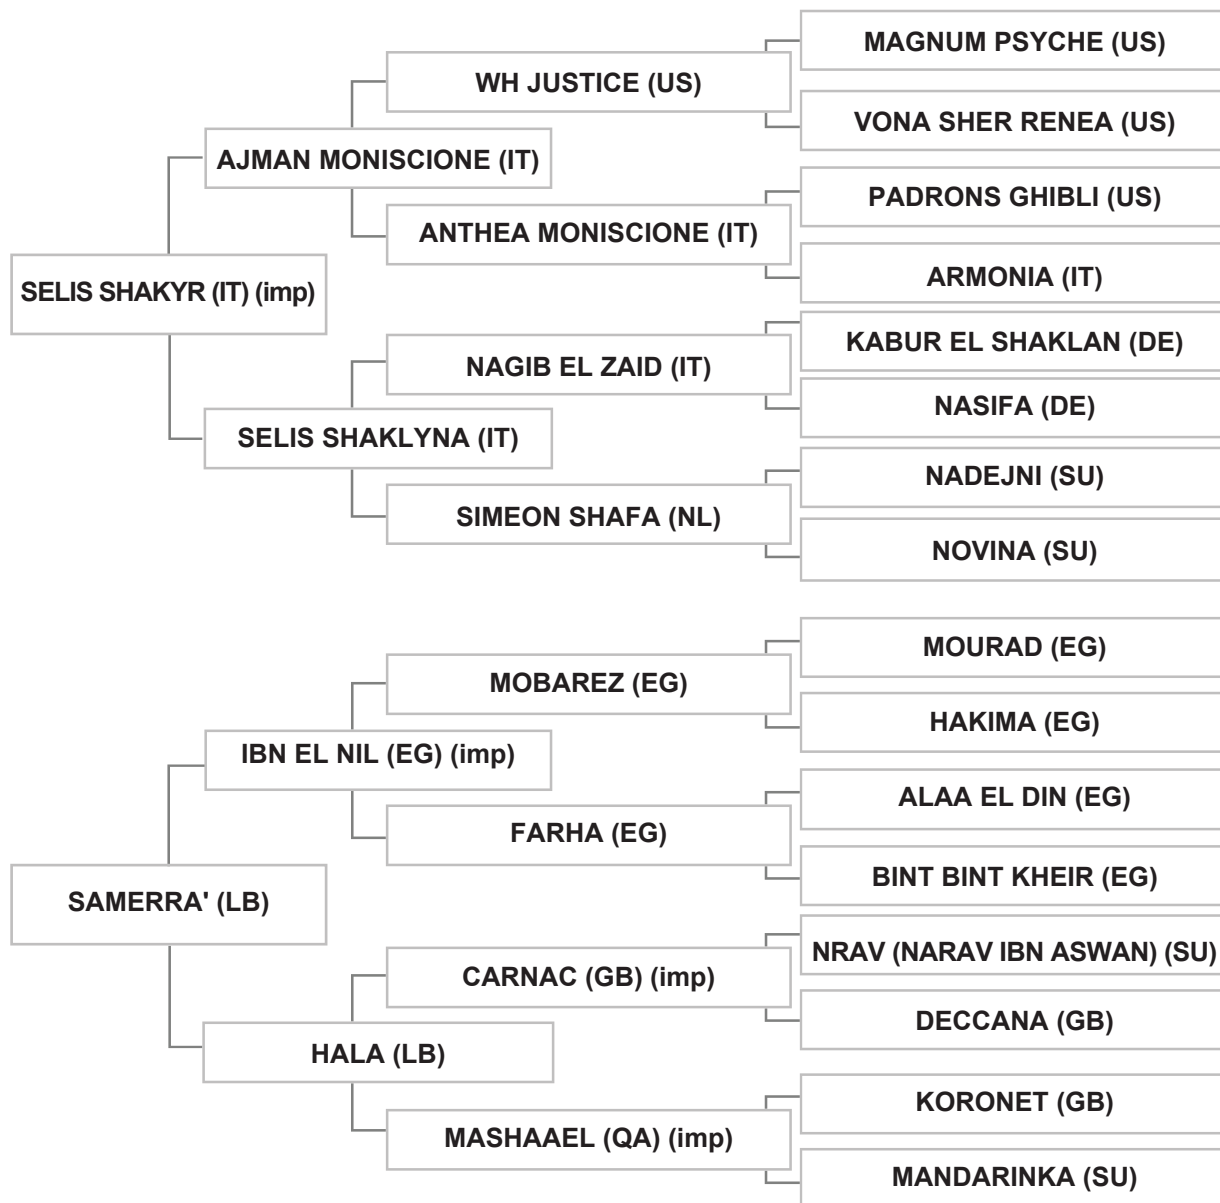 MAGNUM PSYCHE (US)
WH JUSTICE (US)
VONA SHER RENEA (US)
AJMAN MONISCIONE (IT)
PADRONS GHIBLI (US)
ANTHEA MONISCIONE (IT)
ARMONIA (IT)
SELIS SHAKYR (IT) (imp)
KABUR EL SHAKLAN (DE)
NAGIB EL ZAID (IT)
NASIFA (DE)
SELIS SHAKLYNA (IT)
NADEJNI (SU)
SIMEON SHAFA (NL)
NOVINA (SU)
MOURAD (EG)
MOBAREZ (EG)
HAKIMA (EG)
IBN EL NIL (EG) (imp)
ALAA EL DIN (EG)
FARHA (EG)
BINT BINT KHEIR (EG)
SAMERRA' (LB)
NRAV (NARAV IBN ASWAN) (SU)
CARNAC (GB) (imp)
DECCANA (GB)
HALA (LB)
KORONET (GB)
MASHAAEL (QA) (imp)
MANDARINKA (SU)